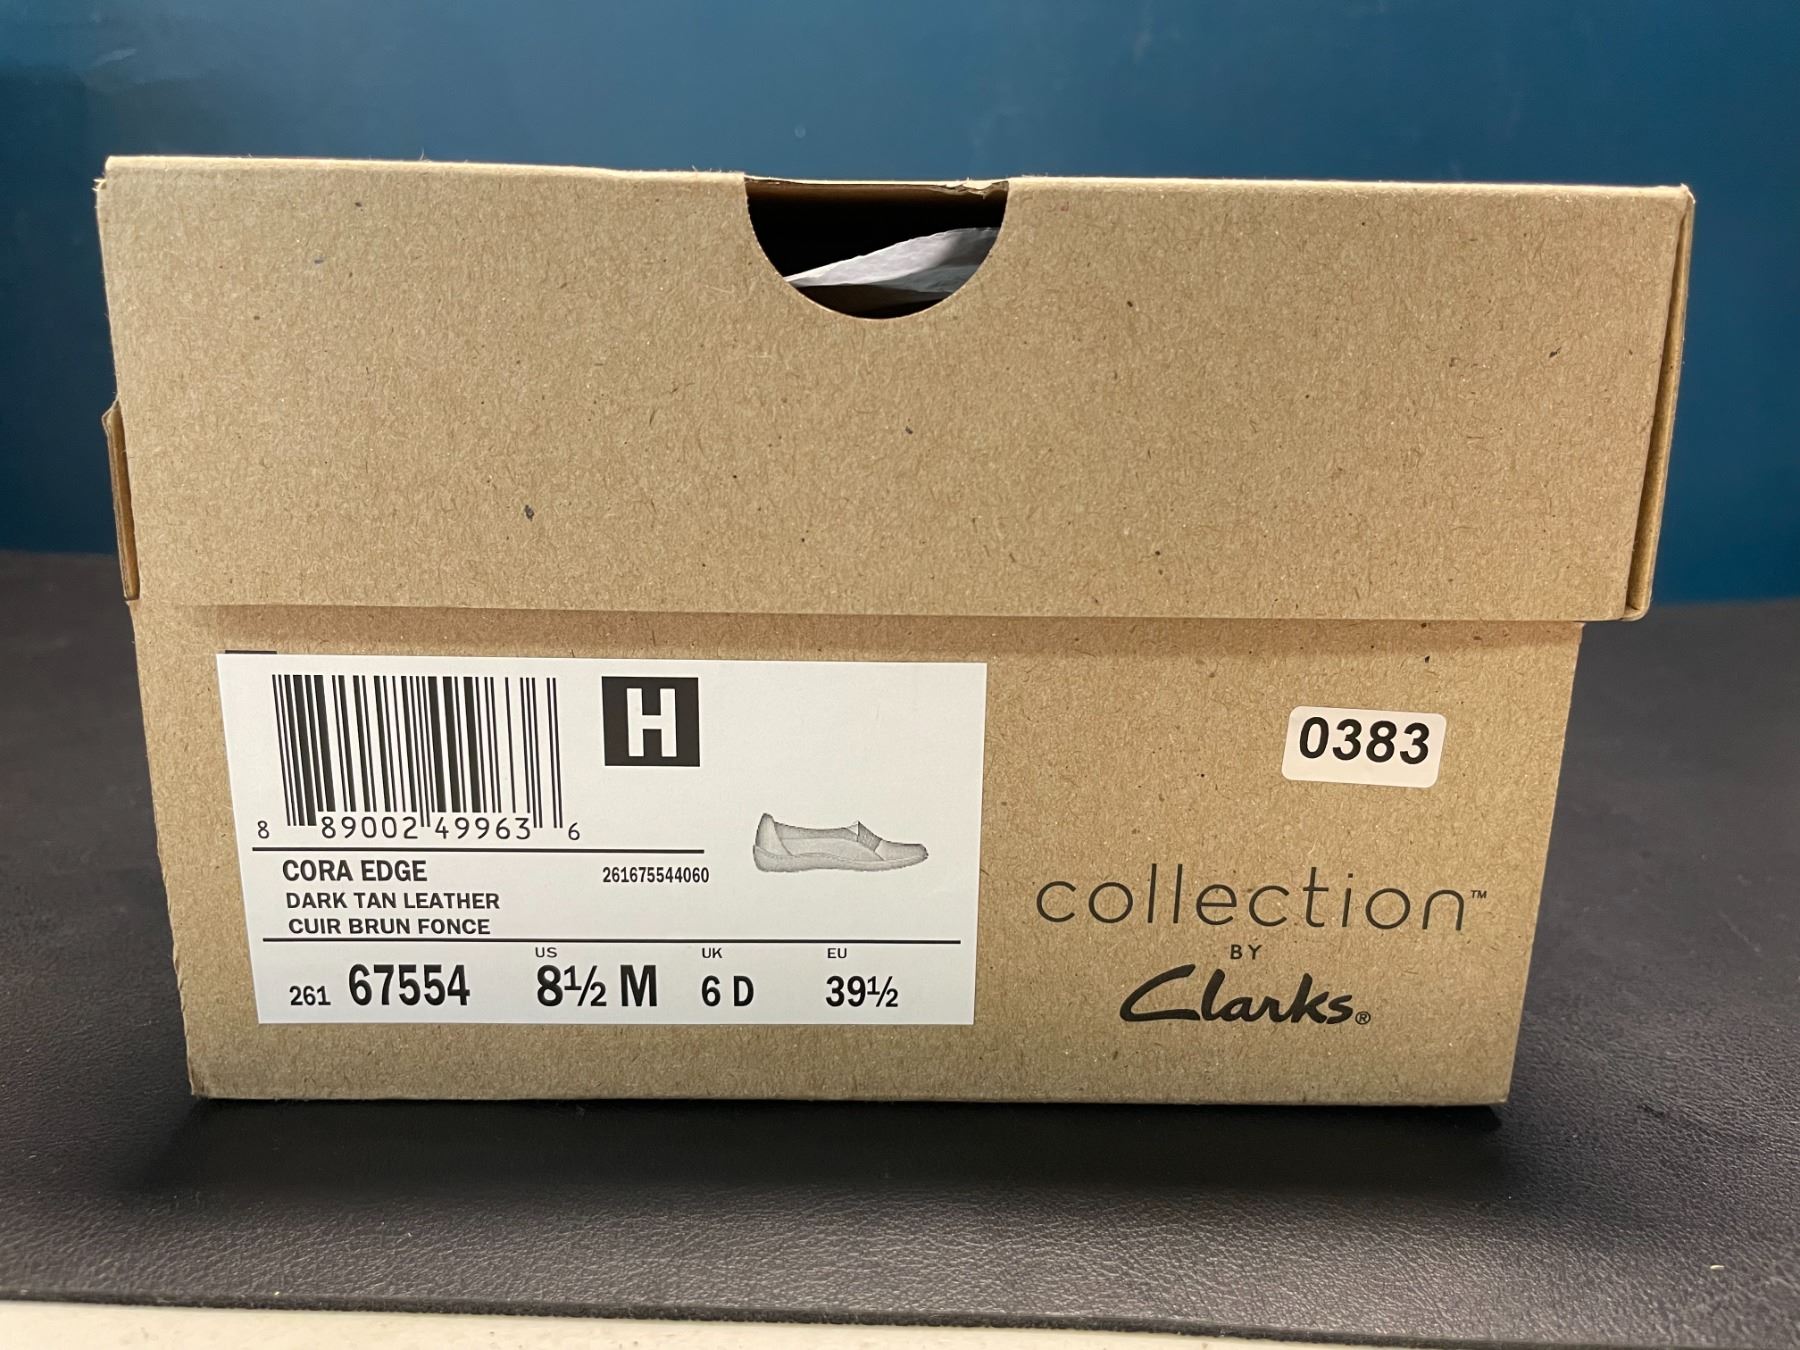 H
8 89002 49963 6
CORA EDGE
261675544060
DARK TAN LEATHER
CUIR BRUN FONCE
US UK EU
261 67554 8½ M 6 D 39½
0383
collection™
BY
Clarks®